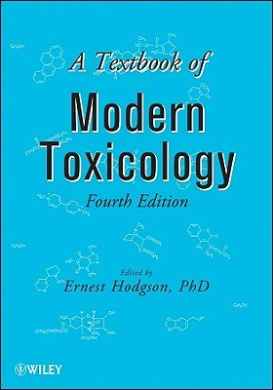 A Textbook of
Modern
Toxicology
Fourth Edition
Edited by
Ernest Hodgson, PhD
WILEY